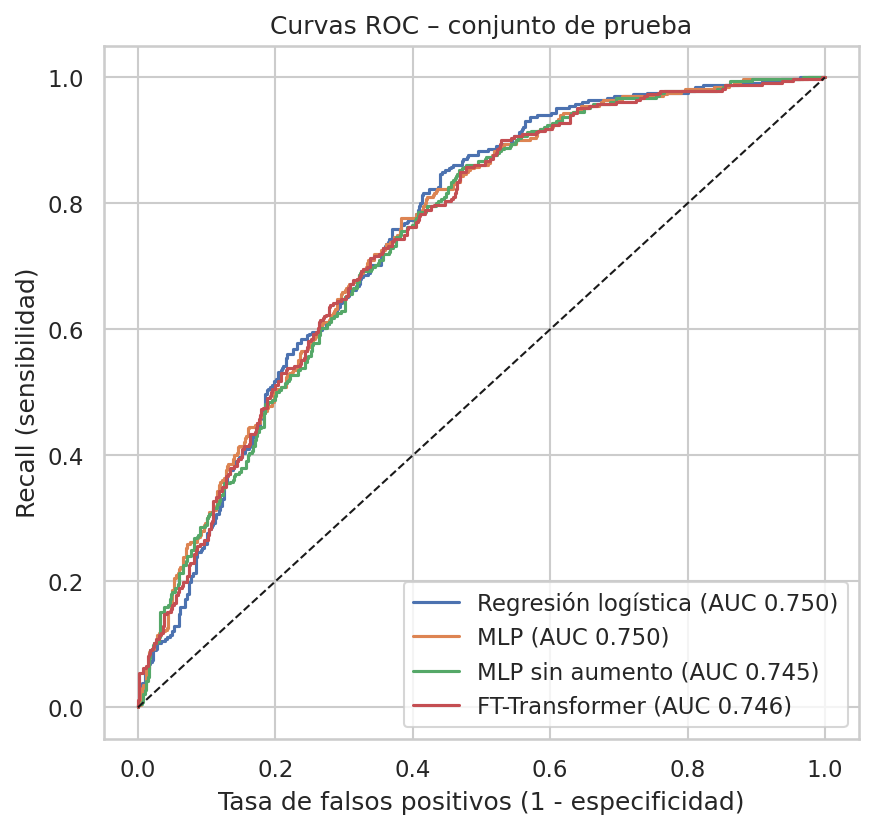 Curvas ROC – conjunto de prueba
1.0
0.8
0.6
0.4
0.2
0.0
Recall (sensibilidad)
Regresión logística (AUC 0.750)
MLP (AUC 0.750)
MLP sin aumento (AUC 0.745)
FT-Transformer (AUC 0.746)
0.0 0.2 0.4 0.6 0.8 1.0
Tasa de falsos positivos (1 - especificidad)